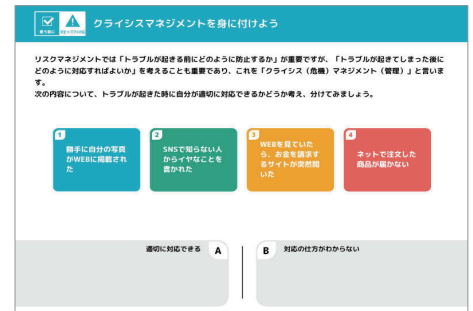 クライシスマネジメントを身に付けよう
リスクマネジメントでは「トラブルが起きる前にどのように防止するか」が重要ですが、「トラブルが起きてしまった後に
どのように対応すればよいか」を考えることも重要であり、これを「クライシス（危機）マネジメント（管理）」と言いま
す。
次の内容について、トラブルが起きた時に自分が適切に対応できるかどうか考え、分けてみましょう。
1
勝手に自分の写真
がWEBに掲載され
た
2
SNSで知らない人
からイヤなことを
書かれた
3
WEBを見ていた
ら、お金を請求す
るサイトが突然開
いた
4
ネットで注文した
商品が届かない
適切に対応できる A
B 対応の仕方がわからない